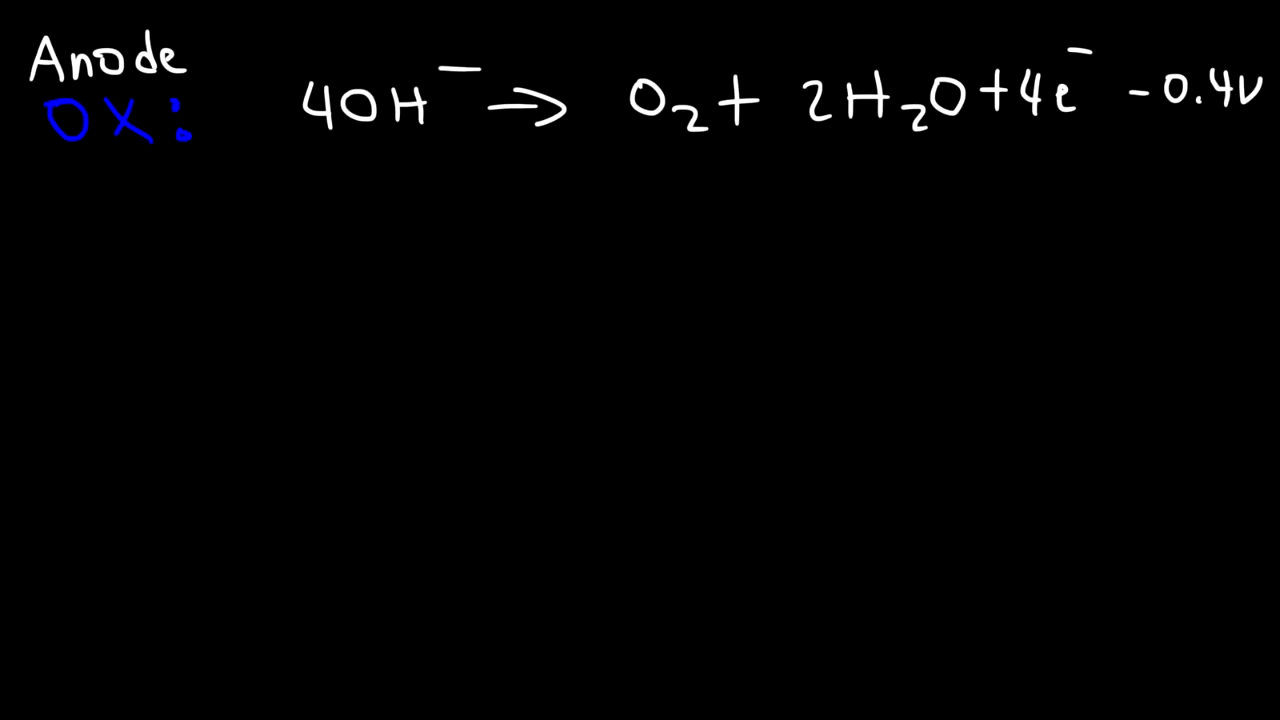 Anode
OX: 4OH⁻ → O₂ + 2H₂O + 4e⁻ -0.4v